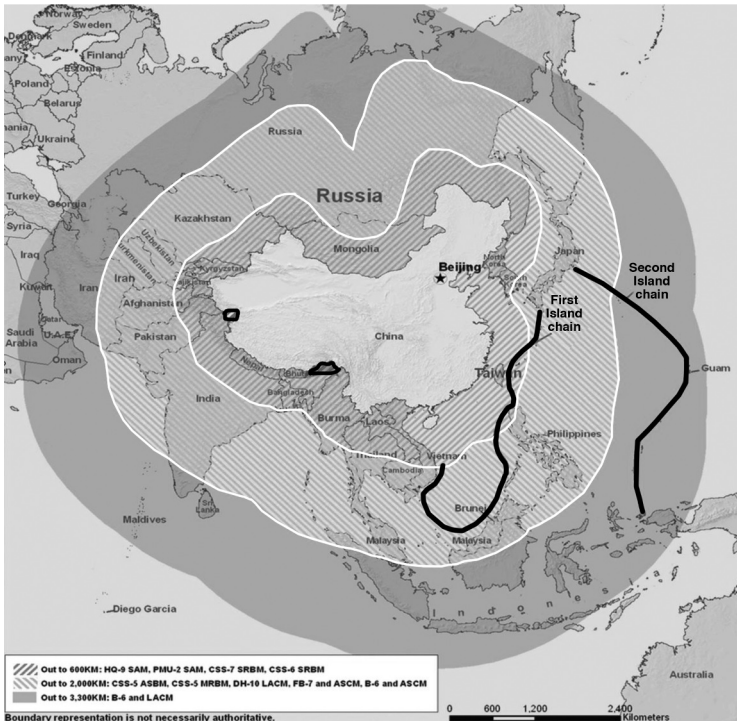 Norway
Sweden
Denmark
Finland
Estonia
Poland
Belarus
Ukraine
Russia
Russia
Turkey
Georgia
Kazakhstan
Syria
Mongolia
Uzbekistan
Turkmenistan
Kyrgyzstan
Tajikistan
Iraq
Iran
Beijing
North
Korea
South
Korea
Japan
Second
Island
chain
Kuwait
Afghanistan
First
Island
chain
Qatar
U.A.E.
Saudi
Arabia
Pakistan
China
Oman
Nepal
Bhutan
Taiwan
Guam
Bangladesh
India
Burma
Laos
Thailand
Vietnam
Philippines
Cambodia
Sri
Lanka
Brunei
Maldives
Malaysia
Malaysia
Diego Garcia
Indones
Australia
Out to 600KM: HQ-9 SAM, PMU-2 SAM, CSS-7 SRBM, CSS-6 SRBM
Out to 2,000KM: CSS-5 ASBM, CSS-5 MRBM, DH-10 LACM, FB-7 and ASCM, B-6 and ASCM
Out to 3,300KM: B-6 and LACM
Boundary representation is not necessarily authoritative.
0 600 1,200 2,400
Kilometers